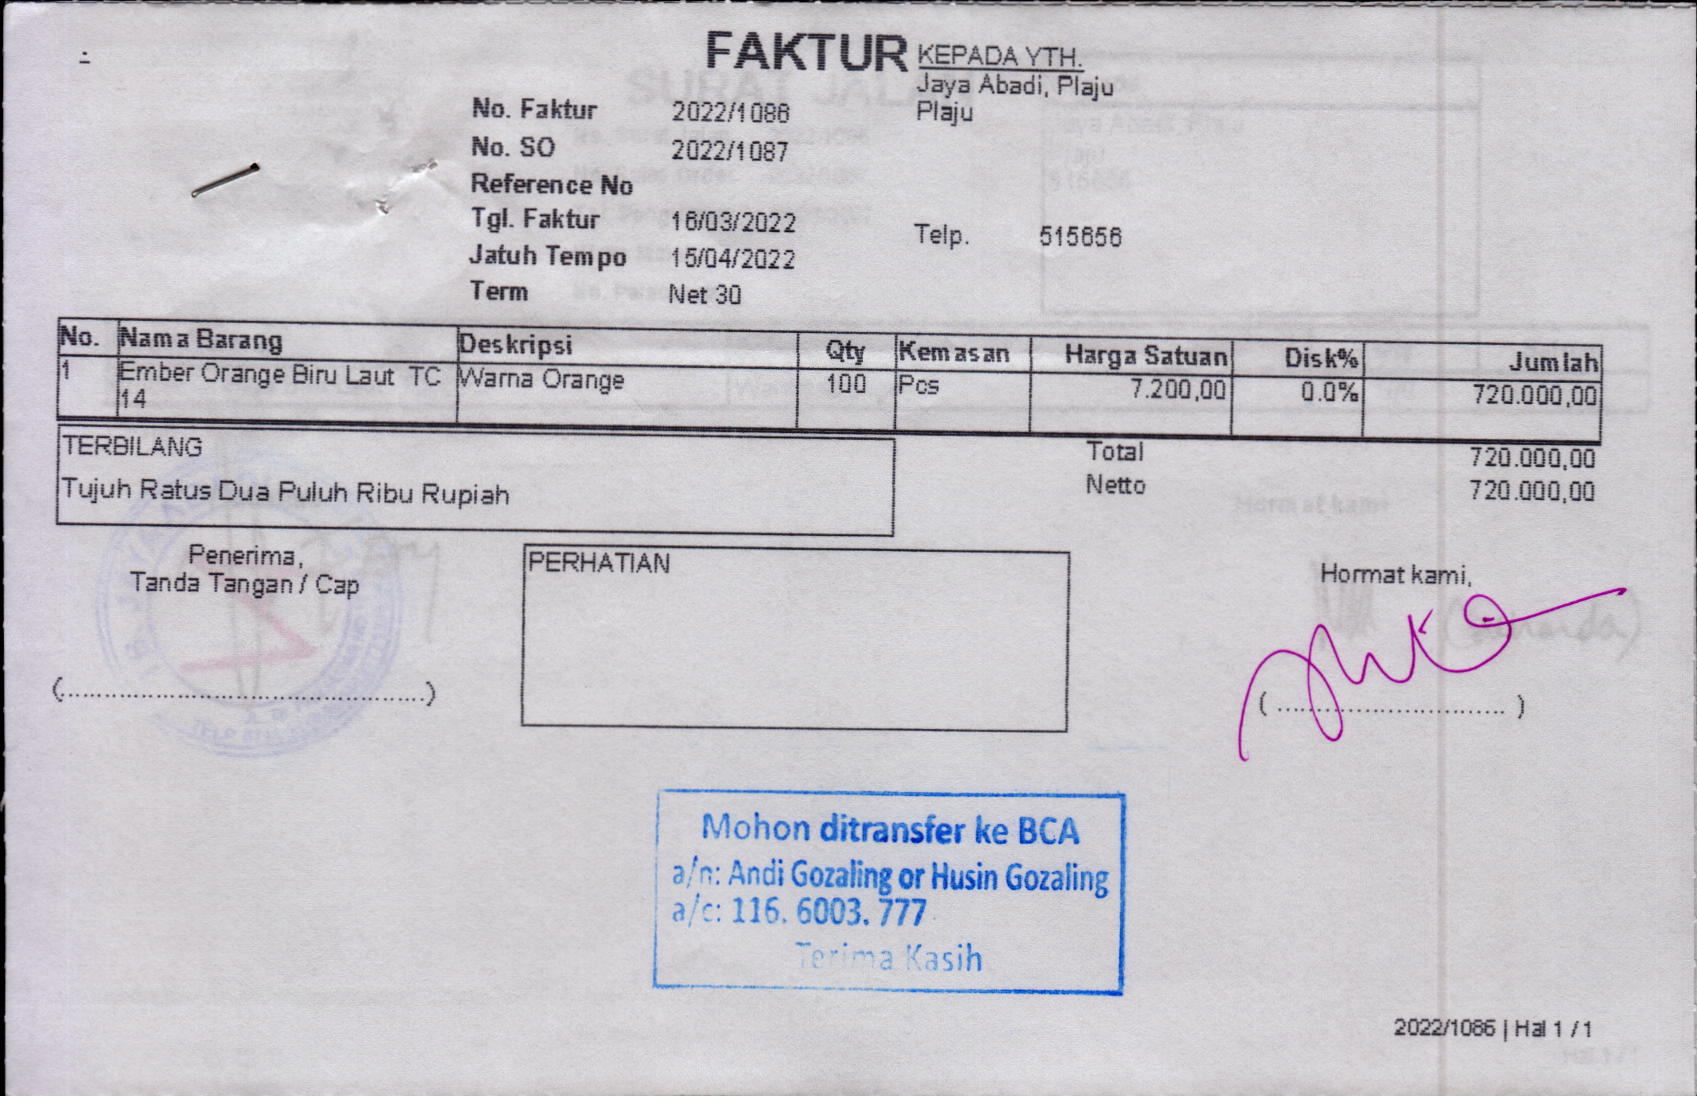 FAKTUR
KEPADA YTH.
Jaya Abadi, Plaju
Plaju
No. Faktur 2022/1086
No. SO 2022/1087
Reference No
Tgl. Faktur 16/03/2022
Telp. 515656
Jatuh Tempo 15/04/2022
Term Net 30
No. Nama Barang Deskripsi Qty Kemasan Harga Satuan Disk% Jumlah
1 Ember Orange Biru Laut TC Warna Orange 100 Pcs 7.200,00 0.0% 720.000,00
14
TERBILANG
Total 720.000,00
Tujuh Ratus Dua Puluh Ribu Rupiah
Netto 720.000,00
Penerima,
Tanda Tangan / Cap
(..........................................)
PERHATIAN
Hormat kami,
( .............................. )
Mohon ditransfer ke BCA
a/n: Andi Gozaling or Husin Gozaling
a/c: 116. 6003. 777
Terima Kasih
2022/1086 | Hal 1 / 1